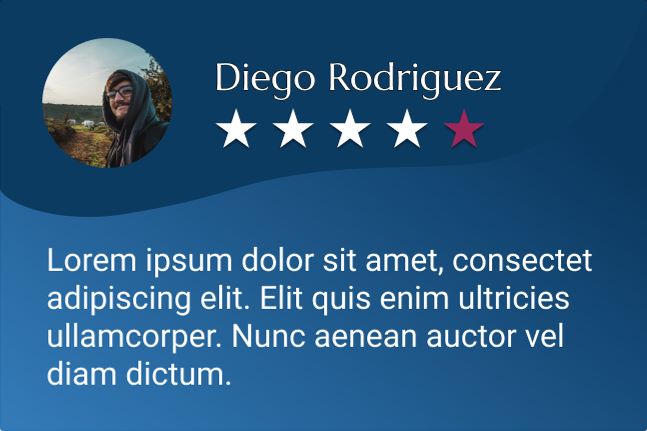 Diego Rodriguez
Lorem ipsum dolor sit amet, consectet
adipiscing elit. Elit quis enim ultricies
ullamcorper. Nunc aenean auctor vel
diam dictum.